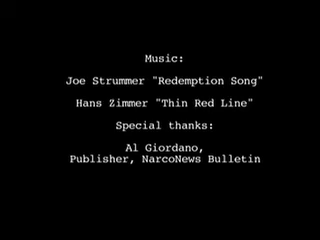 Music:
Joe Strummer "Redemption Song"
Hans Zimmer "Thin Red Line"
Special thanks:
Al Giordano,
Publisher, NarcoNews Bulletin